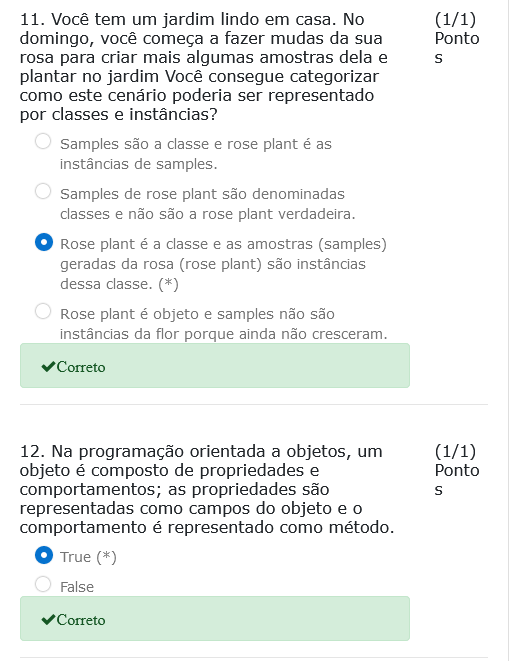 11. Você tem um jardim lindo em casa. No
domingo, você começa a fazer mudas da sua
rosa para criar mais algumas amostras dela e
plantar no jardim Você consegue categorizar
como este cenário poderia ser representado
por classes e instâncias?
(1/1)
Ponto
s
Samples são a classe e rose plant é as
instâncias de samples.
Samples de rose plant são denominadas
classes e não são a rose plant verdadeira.
Rose plant é a classe e as amostras (samples)
geradas da rosa (rose plant) são instâncias
dessa classe. (*)
Rose plant é objeto e samples não são
instâncias da flor porque ainda não cresceram.
Correto
12. Na programação orientada a objetos, um
objeto é composto de propriedades e
comportamentos; as propriedades são
representadas como campos do objeto e o
comportamento é representado como método.
(1/1)
Ponto
s
True (*)
False
Correto